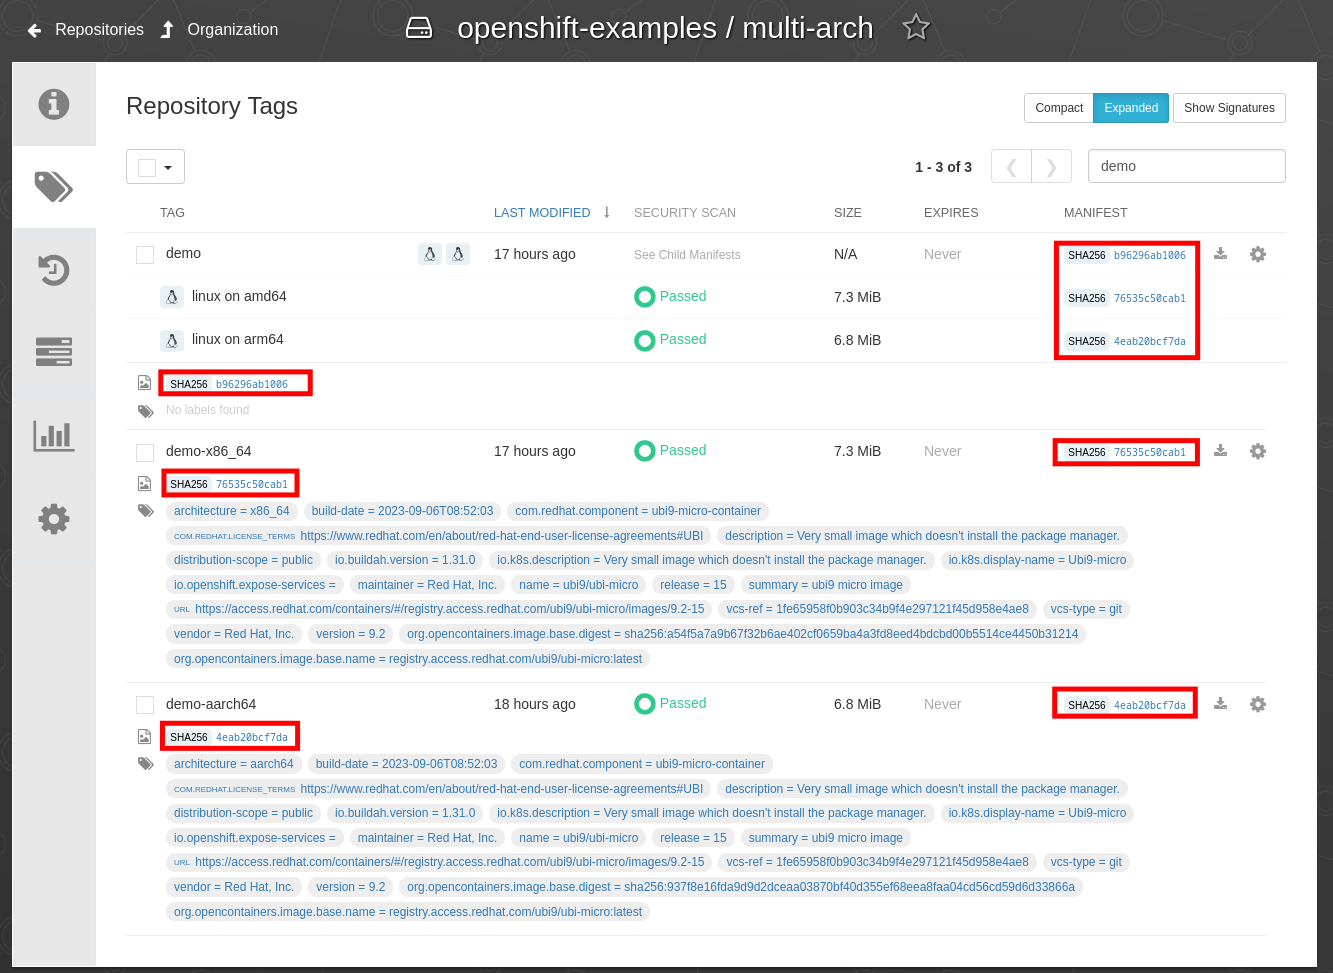 Repositories Organization openshift-examples / multi-arch
Repository Tags
Compact Expanded Show Signatures
1 - 3 of 3 demo
TAG LAST MODIFIED SECURITY SCAN SIZE EXPIRES MANIFEST
demo 17 hours ago See Child Manifests N/A Never SHA256 b96296ab1006
linux on amd64 Passed 7.3 MiB SHA256 76535c50cab1
linux on arm64 Passed 6.8 MiB SHA256 4eab20bcf7da
SHA256 b96296ab1006
No labels found
demo-x86_64 17 hours ago Passed 7.3 MiB Never SHA256 76535c50cab1
SHA256 76535c50cab1
architecture = x86_64 build-date = 2023-09-06T08:52:03 com.redhat.component = ubi9-micro-container
COM.REDHAT.LICENSE_TERMS https://www.redhat.com/en/about/red-hat-end-user-license-agreements#UBI description = Very small image which doesn't install the package manager.
distribution-scope = public io.buildah.version = 1.31.0 io.k8s.description = Very small image which doesn't install the package manager. io.k8s.display-name = Ubi9-micro
io.openshift.expose-services = maintainer = Red Hat, Inc. name = ubi9/ubi-micro release = 15 summary = ubi9 micro image
URL https://access.redhat.com/containers/#/registry.access.redhat.com/ubi9/ubi-micro/images/9.2-15 vcs-ref = 1fe65958f0b903c34b9f4e297121f45d958e4ae8 vcs-type = git
vendor = Red Hat, Inc. version = 9.2 org.opencontainers.image.base.digest = sha256:a54f5a7a9b67f32b6ae402cf0659ba4a3fd8eed4bdcbd00b5514ce4450b31214
org.opencontainers.image.base.name = registry.access.redhat.com/ubi9/ubi-micro:latest
demo-aarch64 18 hours ago Passed 6.8 MiB Never SHA256 4eab20bcf7da
SHA256 4eab20bcf7da
architecture = aarch64 build-date = 2023-09-06T08:52:03 com.redhat.component = ubi9-micro-container
COM.REDHAT.LICENSE_TERMS https://www.redhat.com/en/about/red-hat-end-user-license-agreements#UBI description = Very small image which doesn't install the package manager.
distribution-scope = public io.buildah.version = 1.31.0 io.k8s.description = Very small image which doesn't install the package manager. io.k8s.display-name = Ubi9-micro
io.openshift.expose-services = maintainer = Red Hat, Inc. name = ubi9/ubi-micro release = 15 summary = ubi9 micro image
URL https://access.redhat.com/containers/#/registry.access.redhat.com/ubi9/ubi-micro/images/9.2-15 vcs-ref = 1fe65958f0b903c34b9f4e297121f45d958e4ae8 vcs-type = git
vendor = Red Hat, Inc. version = 9.2 org.opencontainers.image.base.digest = sha256:937f8e16fda9d9d2dceaa03870bf40d355ef68eea8faa04cd56cd59d6d33866a
org.opencontainers.image.base.name = registry.access.redhat.com/ubi9/ubi-micro:latest